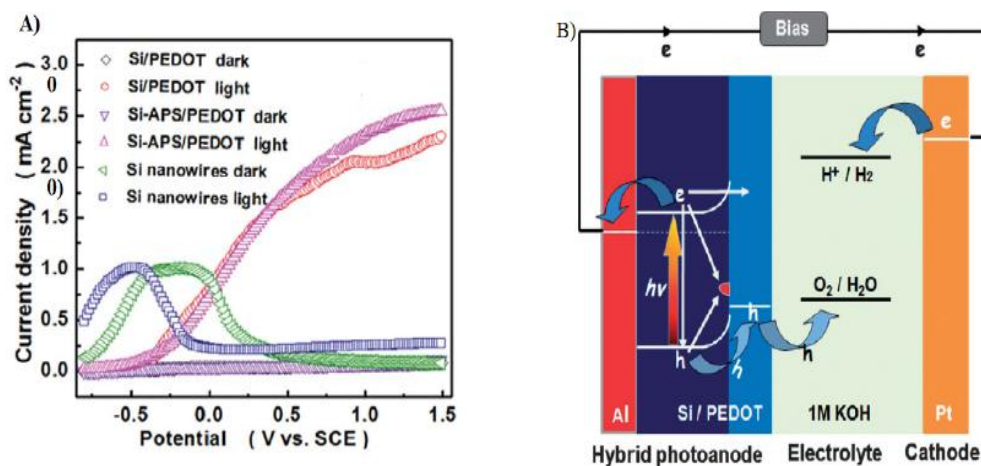 A)
Current density ( mA cm⁻² )
3.0
2.5
2.0
1.5
1.0
0.5
0.0
0)
0)
Si/PEDOT dark
Si/PEDOT light
Si-APS/PEDOT dark
Si-APS/PEDOT light
Si nanowires dark
Si nanowires light
-0.5
0.0
0.5
1.0
1.5
Potential ( V vs. SCE )
B)
Bias
e
e
e
e
H⁺ / H₂
hν
O₂ / H₂O
h
h
h
h
Al
Si / PEDOT
1M KOH
Pt
Hybrid photoanode
Electrolyte
Cathode